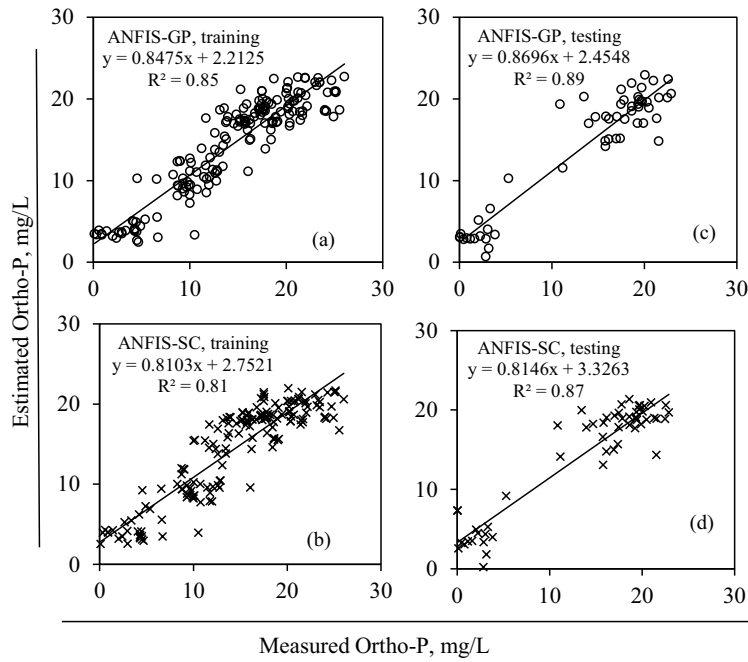 Estimated Ortho-P, mg/L
30
20
10
0
0
10
20
30
ANFIS-GP, training
y = 0.8475x + 2.2125
R² = 0.85
(a)
30
20
10
0
0
10
20
30
ANFIS-GP, testing
y = 0.8696x + 2.4548
R² = 0.89
(c)
30
20
10
0
0
10
20
30
ANFIS-SC, training
y = 0.8103x + 2.7521
R² = 0.81
(b)
30
20
10
0
0
10
20
30
ANFIS-SC, testing
y = 0.8146x + 3.3263
R² = 0.87
(d)
Measured Ortho-P, mg/L